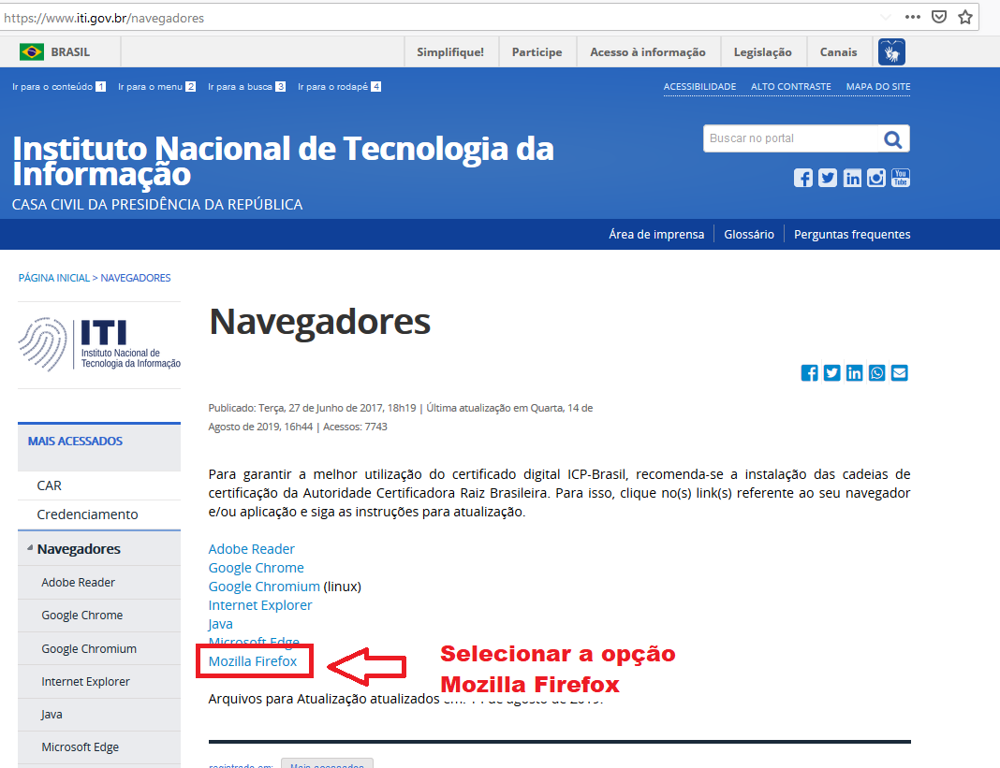 https://www.iti.gov.br/navegadores
BRASIL
Simplifique!
Participe
Acesso à informação
Legislação
Canais
Ir para o conteúdo 1
Ir para o menu 2
Ir para a busca 3
Ir para o rodapé 4
ACESSIBILIDADE
ALTO CONTRASTE
MAPA DO SITE
Instituto Nacional de Tecnologia da
Informação
CASA CIVIL DA PRESIDÊNCIA DA REPÚBLICA
Buscar no portal
You
Tube
Área de imprensa
Glossário
Perguntas frequentes
PÁGINA INICIAL > NAVEGADORES
ITI
Instituto Nacional de
Tecnologia da Informação
MAIS ACESSADOS
CAR
Credenciamento
Navegadores
Adobe Reader
Google Chrome
Google Chromium
Internet Explorer
Java
Microsoft Edge
Navegadores
Publicado: Terça, 27 de Junho de 2017, 18h19 | Última atualização em Quarta, 14 de
Agosto de 2019, 16h44 | Acessos: 7743
Para garantir a melhor utilização do certificado digital ICP-Brasil, recomenda-se a instalação das cadeias de
certificação da Autoridade Certificadora Raiz Brasileira. Para isso, clique no(s) link(s) referente ao seu navegador
e/ou aplicação e siga as instruções para atualização.
Adobe Reader
Google Chrome
Google Chromium (linux)
Internet Explorer
Java
Microsoft Edge
Mozilla Firefox
Selecionar a opção
Mozilla Firefox
Arquivos para Atualização atualizados em: 14 de agosto de 2019.
registrado em:
Mais acessados